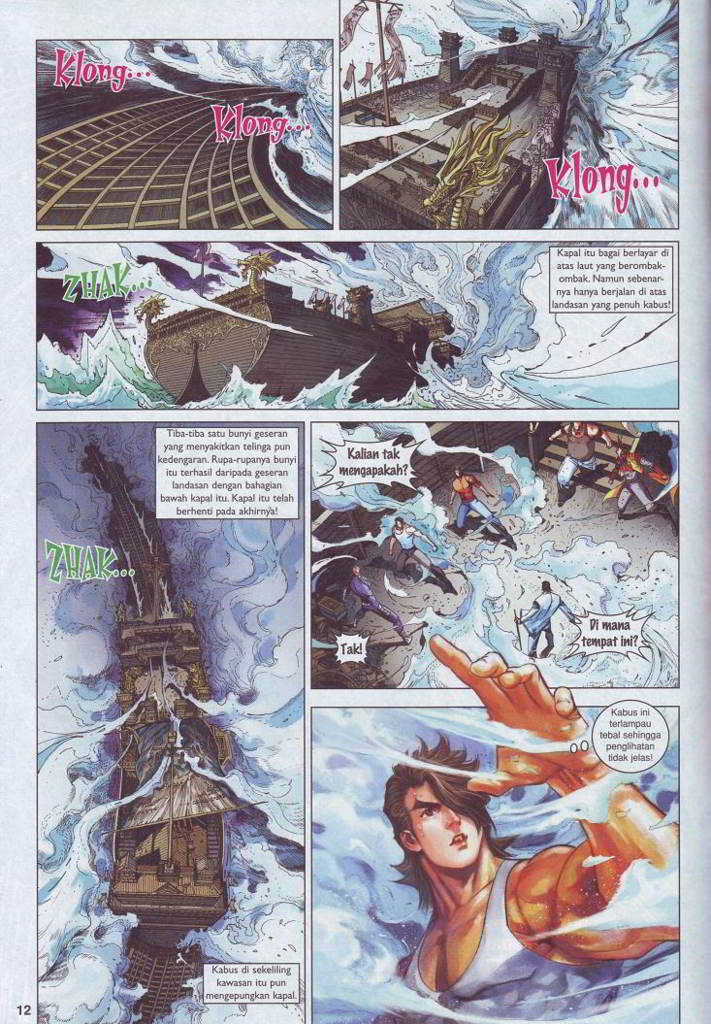 Klong...
Klong...
Klong...
ZHAK...
Kapal itu bagai berlayar di
atas laut yang berombak-
ombak. Namun sebenar-
nya hanya berjalan di atas
landasan yang penuh kabus!
Tiba-tiba satu bunyi geseran
yang menyakitkan telinga pun
kedengaran. Rupa-rupanya bunyi
itu terhasil daripada geseran
landasan dengan bahagian
bawah kapal itu. Kapal itu telah
berhenti pada akhirnya!
ZHAK...
Kabus di sekeliling
kawasan itu pun
mengepungkan kapal.
Kalian tak
mengapakah?
Tak!
Di mana
tempat ini?
Kabus ini
terlampau
tebal sehingga
penglihatan
tidak jelas!
12